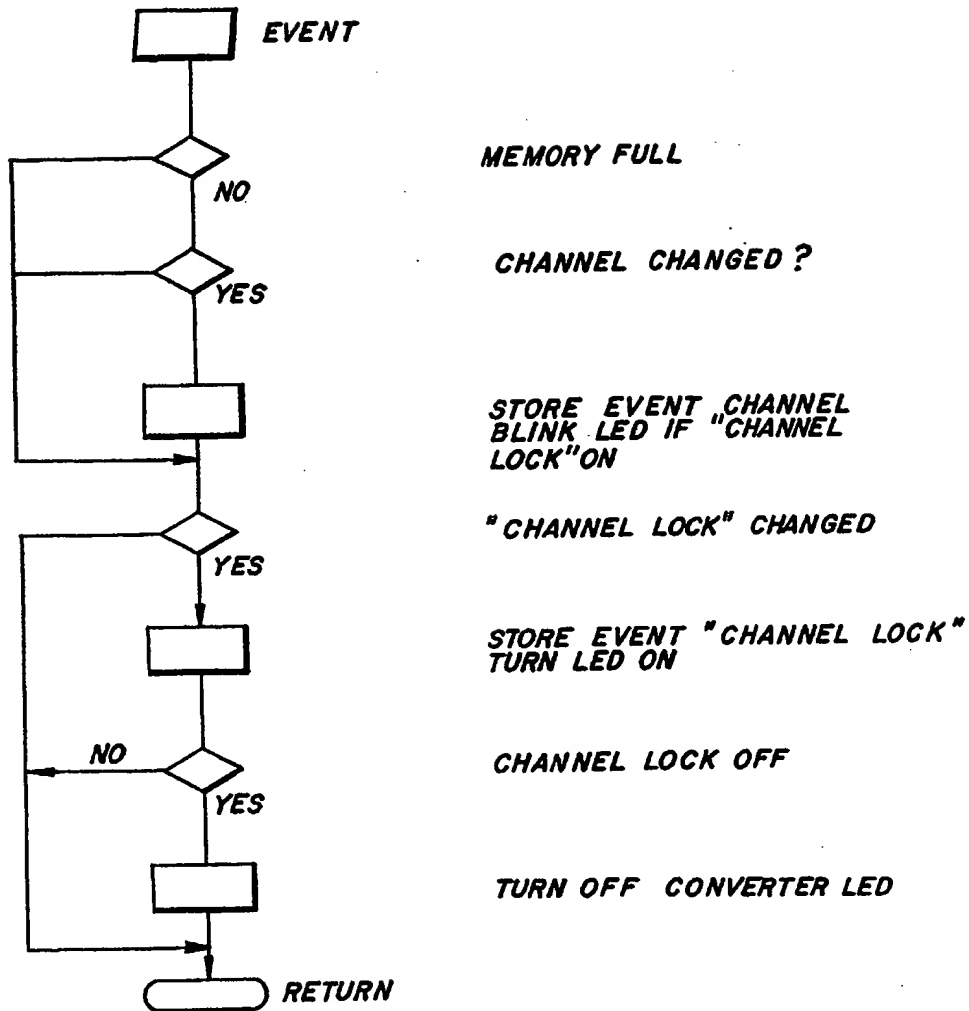 EVENT
MEMORY FULL
NO
CHANNEL CHANGED?
YES
STORE EVENT CHANNEL
BLINK LED IF "CHANNEL
LOCK" ON
"CHANNEL LOCK" CHANGED
YES
STORE EVENT "CHANNEL LOCK"
TURN LED ON
NO
CHANNEL LOCK OFF
YES
TURN OFF CONVERTER LED
RETURN